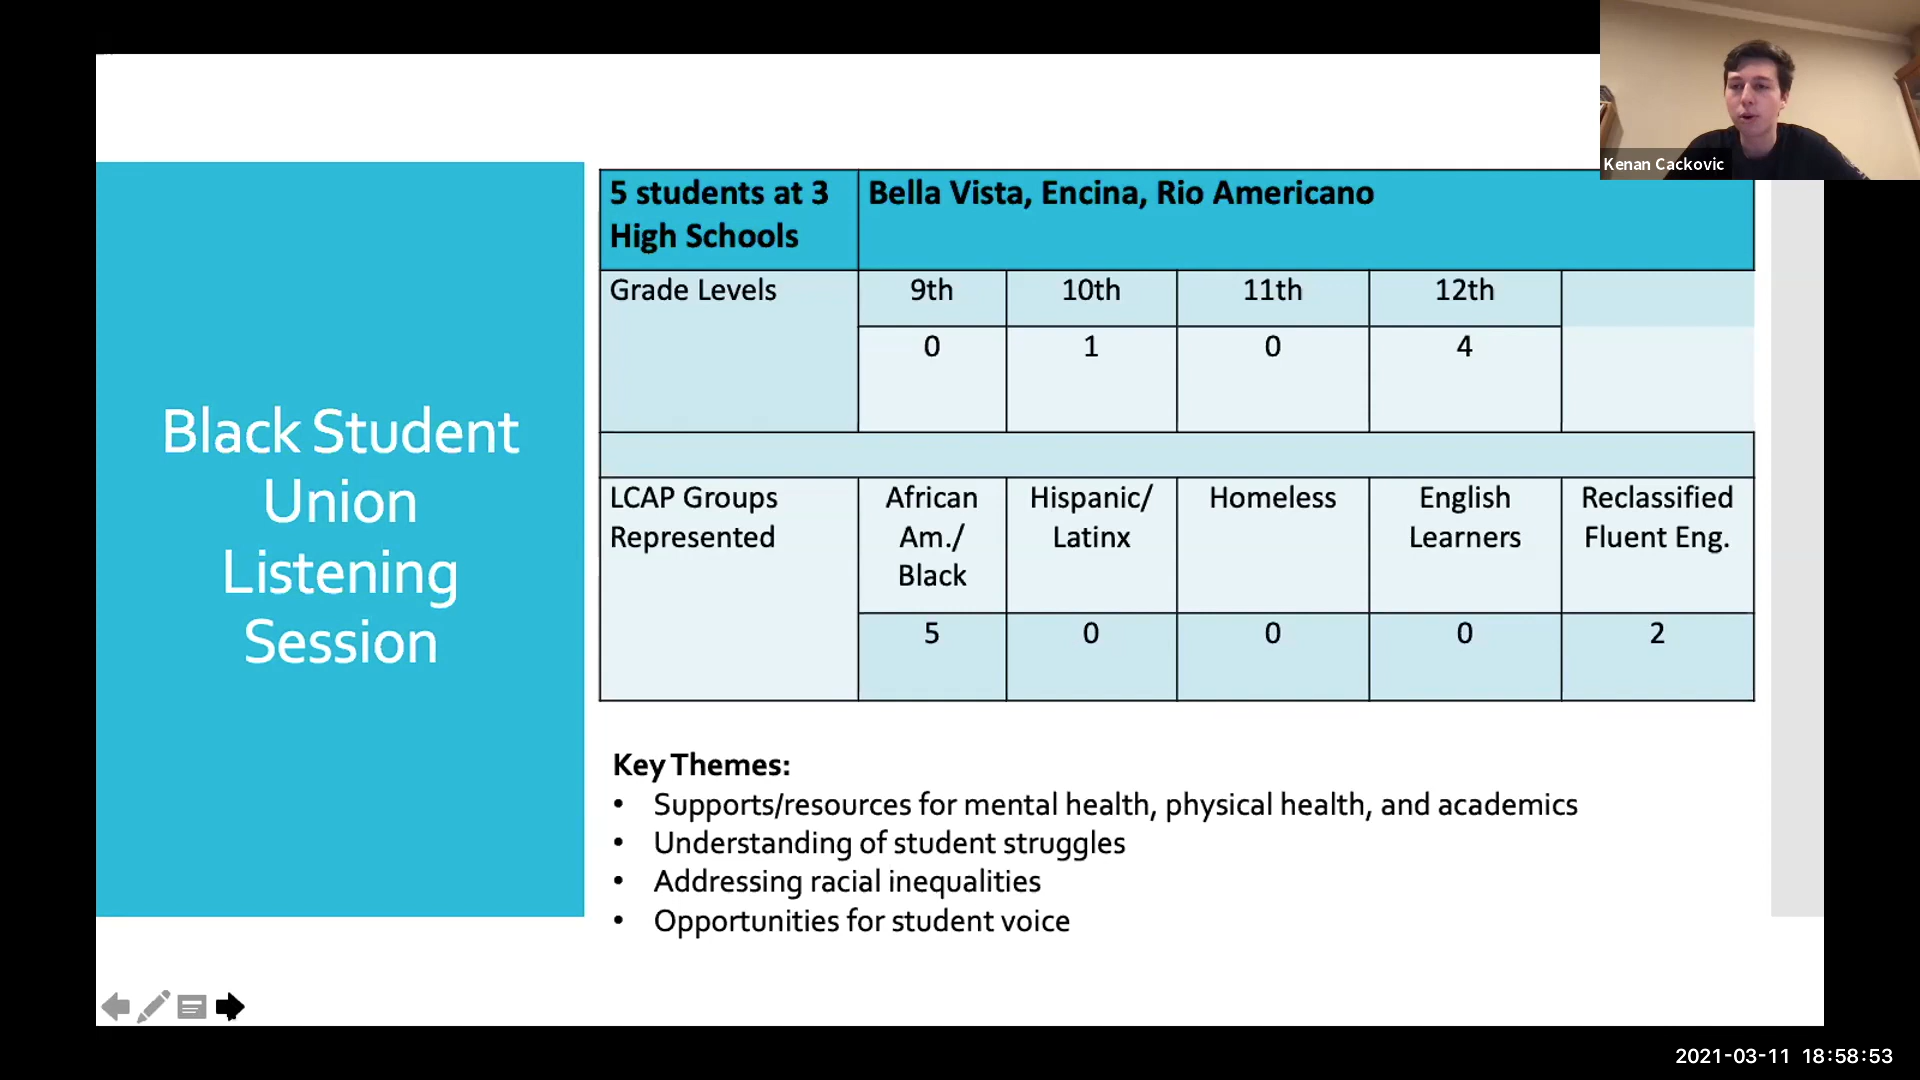 Kenan Cackovic
Black Student
Union
Listening
Session
5 students at 3
High Schools
Bella Vista, Encina, Rio Americano
Grade Levels
9th
10th
11th
12th
0
1
0
4
LCAP Groups
Represented
African
Am./
Black
Hispanic/
Latinx
Homeless
English
Learners
Reclassified
Fluent Eng.
5
0
0
0
2
Key Themes:
• Supports/resources for mental health, physical health, and academics
• Understanding of student struggles
• Addressing racial inequalities
• Opportunities for student voice
2021-03-11 18:58:53